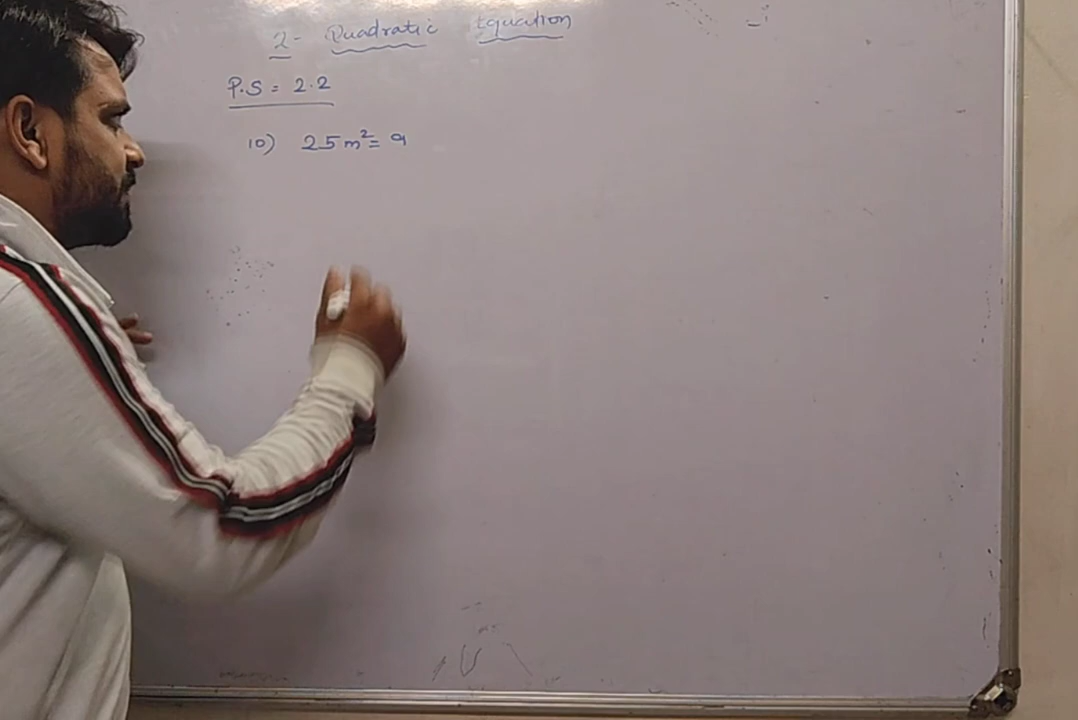 2- Quadratic Equation
P.S = 2.2
10) 25m² = 9